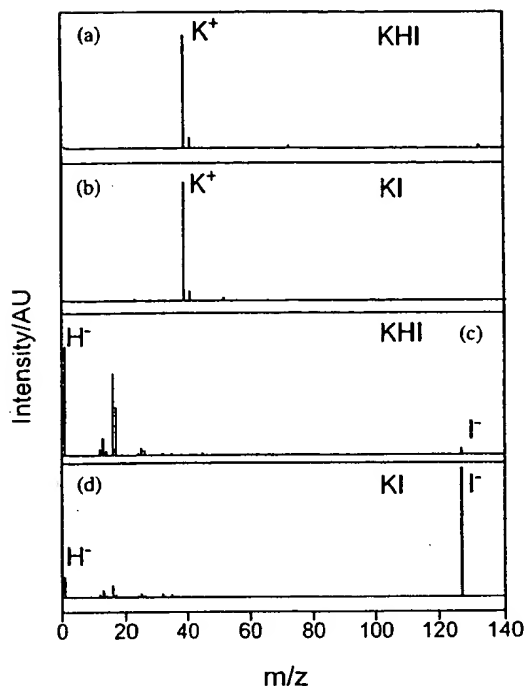 (a) K+ KHI
(b) K+ KI
KHI (c)
H- I-
(d) KI I-
H-
Intensity/AU
0 20 40 60 80 100 120 140
m/z